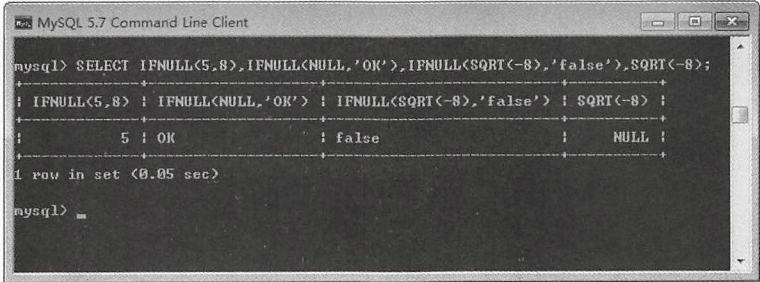 MySQL 5.7 Command Line Client
mysql> SELECT IFNULL(5,8),IFNULL(NULL,'OK'),IFNULL(SQRT(-8),'false'),SQRT(-8);
+-------------+-------------------+--------------------------+----------+
| IFNULL(5,8) | IFNULL(NULL,'OK') | IFNULL(SQRT(-8),'false') | SQRT(-8) |
+-------------+-------------------+--------------------------+----------+
| 5 | OK | false | NULL |
+-------------+-------------------+--------------------------+----------+
1 row in set (0.05 sec)
mysql> _